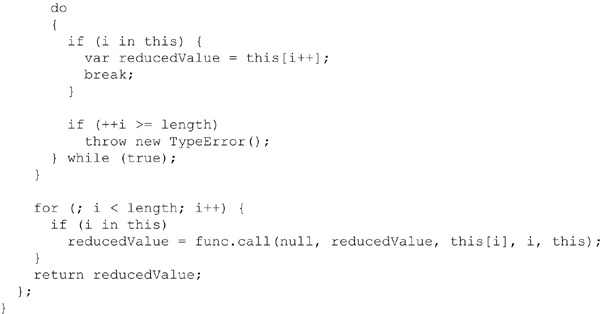 do
      {
        if (i in this) {
          var reducedValue = this[i++];
          break;
        }

        if (++i >= length)
          throw new TypeError();
      } while (true);
    }

    for (; i < length; i++) {
      if (i in this)
        reducedValue = func.call(null, reducedValue, this[i], i, this);
    }
    return reducedValue;
  };
}